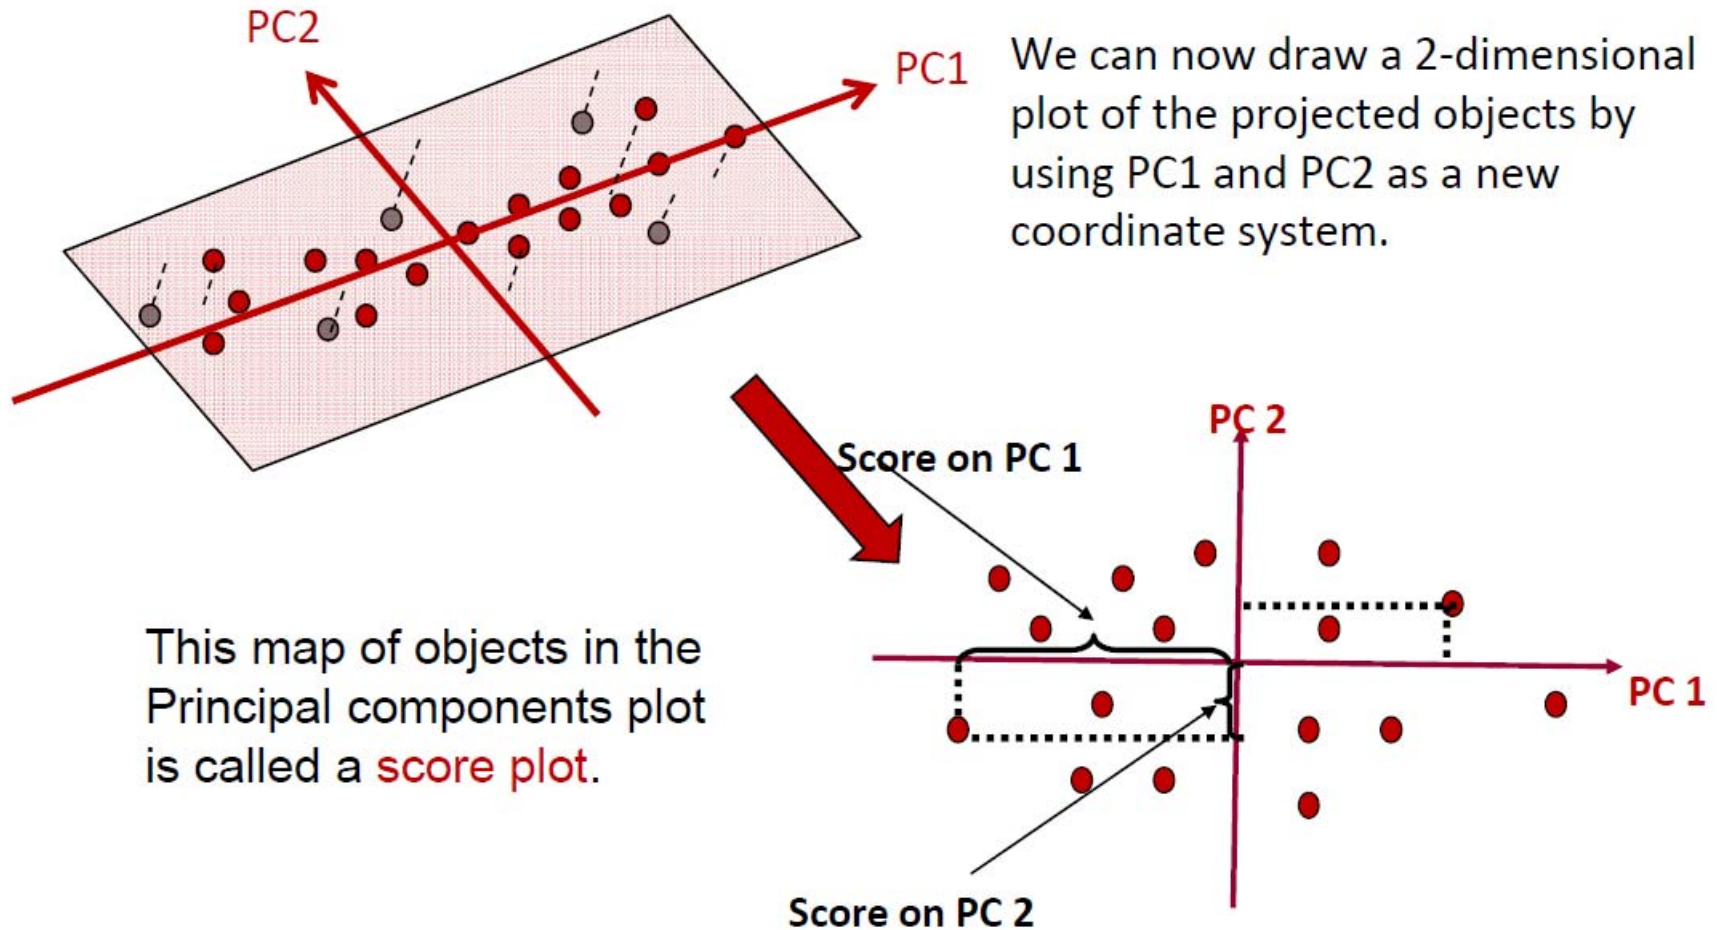 PC2
PC1
We can now draw a 2-dimensional
plot of the projected objects by
using PC1 and PC2 as a new
coordinate system.
PC 2
Score on PC 1
PC 1
This map of objects in the
Principal components plot
is called a score plot.
Score on PC 2